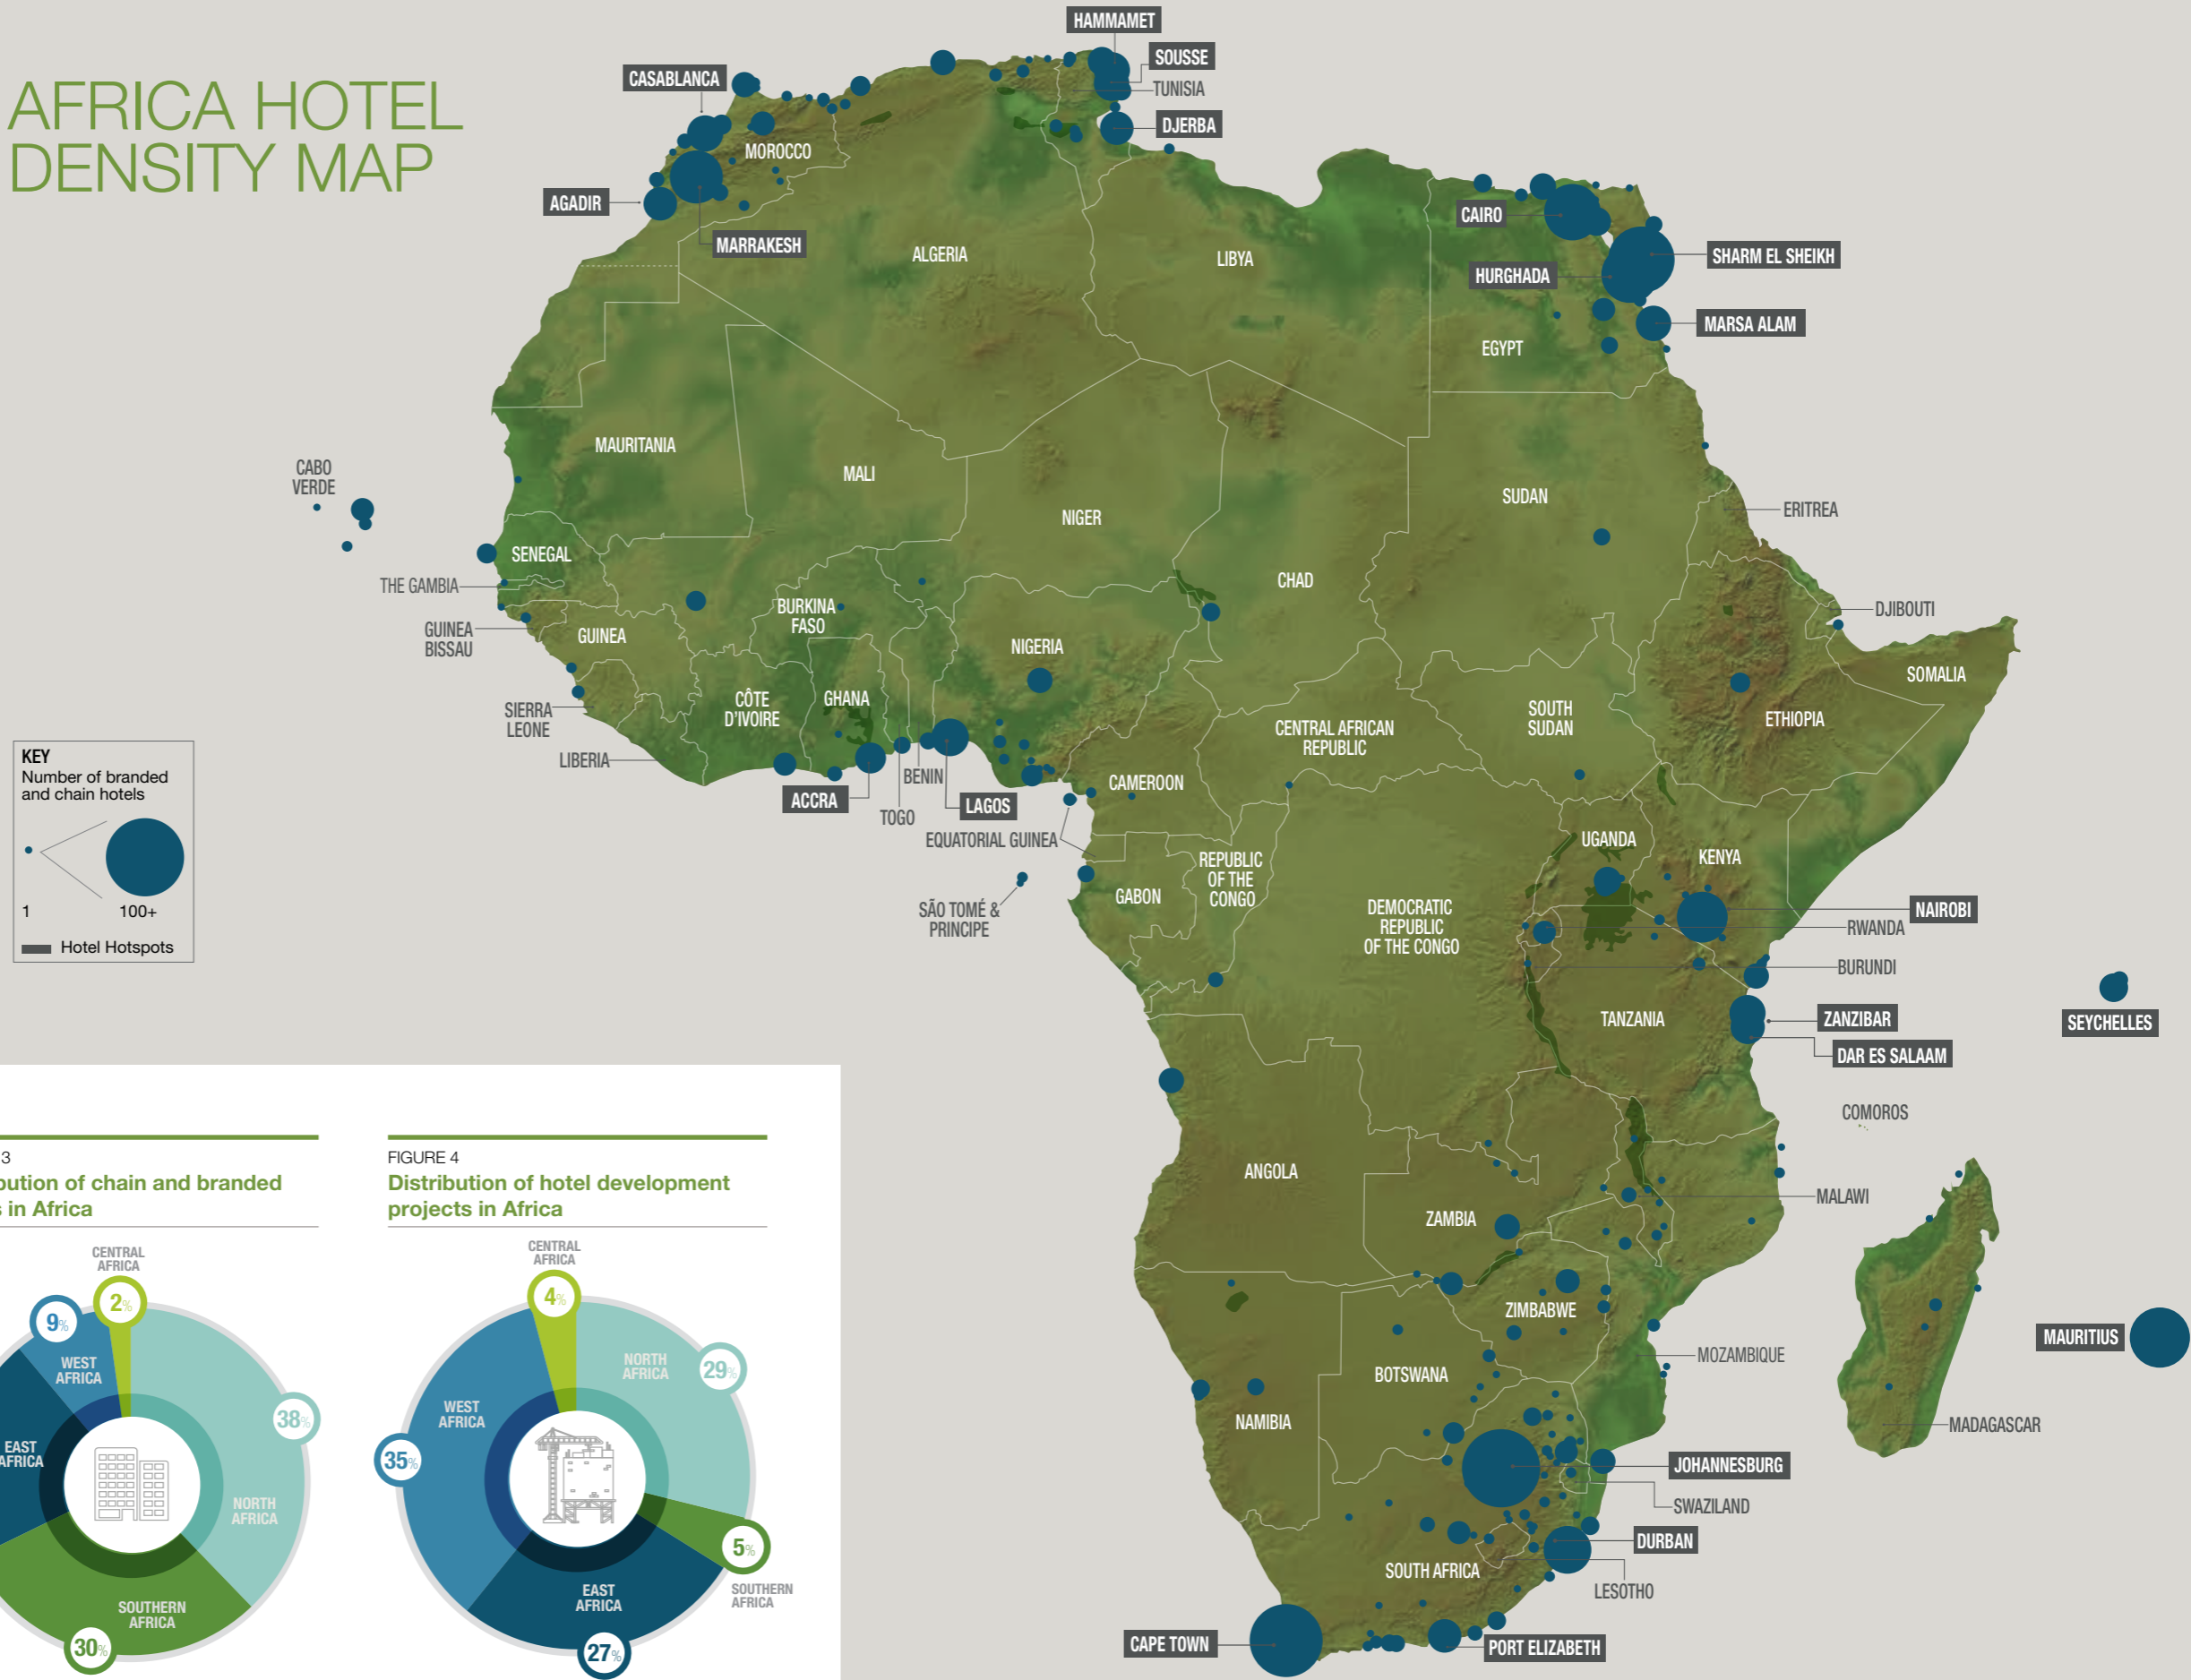 AFRICA HOTEL
DENSITY MAP
HAMMAMET
SOUSSE
TUNISIA
DJERBA
CASABLANCA
MOROCCO
AGADIR
MARRAKESH
ALGERIA
LIBYA
CAIRO
SHARM EL SHEIKH
HURGHADA
MARSA ALAM
EGYPT
MAURITANIA
MALI
NIGER
CHAD
SUDAN
ERITREA
CABO
VERDE
SENEGAL
THE GAMBIA
GUINEA
BISSAU
GUINEA
BURKINA
FASO
NIGERIA
DJIBOUTI
SOMALIA
SIERRA
LEONE
LIBERIA
CÔTE
D'IVOIRE
GHANA
CENTRAL AFRICAN
REPUBLIC
SOUTH
SUDAN
ETHIOPIA
ACCRA
TOGO
BENIN
LAGOS
CAMEROON
EQUATORIAL GUINEA
SÃO TOMÉ &
PRINCIPE
GABON
REPUBLIC
OF THE
CONGO
DEMOCRATIC
REPUBLIC
OF THE CONGO
UGANDA
KENYA
NAIROBI
RWANDA
BURUNDI
TANZANIA
ZANZIBAR
DAR ES SALAAM
SEYCHELLES
COMOROS
ANGOLA
ZAMBIA
MALAWI
ZIMBABWE
MOZAMBIQUE
MAURITIUS
MADAGASCAR
BOTSWANA
NAMIBIA
JOHANNESBURG
SWAZILAND
DURBAN
LESOTHO
SOUTH AFRICA
CAPE TOWN
PORT ELIZABETH
KEY
Number of branded
and chain hotels
1
100+
Hotel Hotspots
3
bution of chain and branded
in Africa
CENTRAL
AFRICA
2%
9%
WEST
AFRICA
38%
EAST
AFRICA
NORTH
AFRICA
SOUTHERN
AFRICA
30%
FIGURE 4
Distribution of hotel development
projects in Africa
CENTRAL
AFRICA
4%
NORTH
AFRICA
29%
WEST
AFRICA
35%
5%
SOUTHERN
AFRICA
EAST
AFRICA
27%